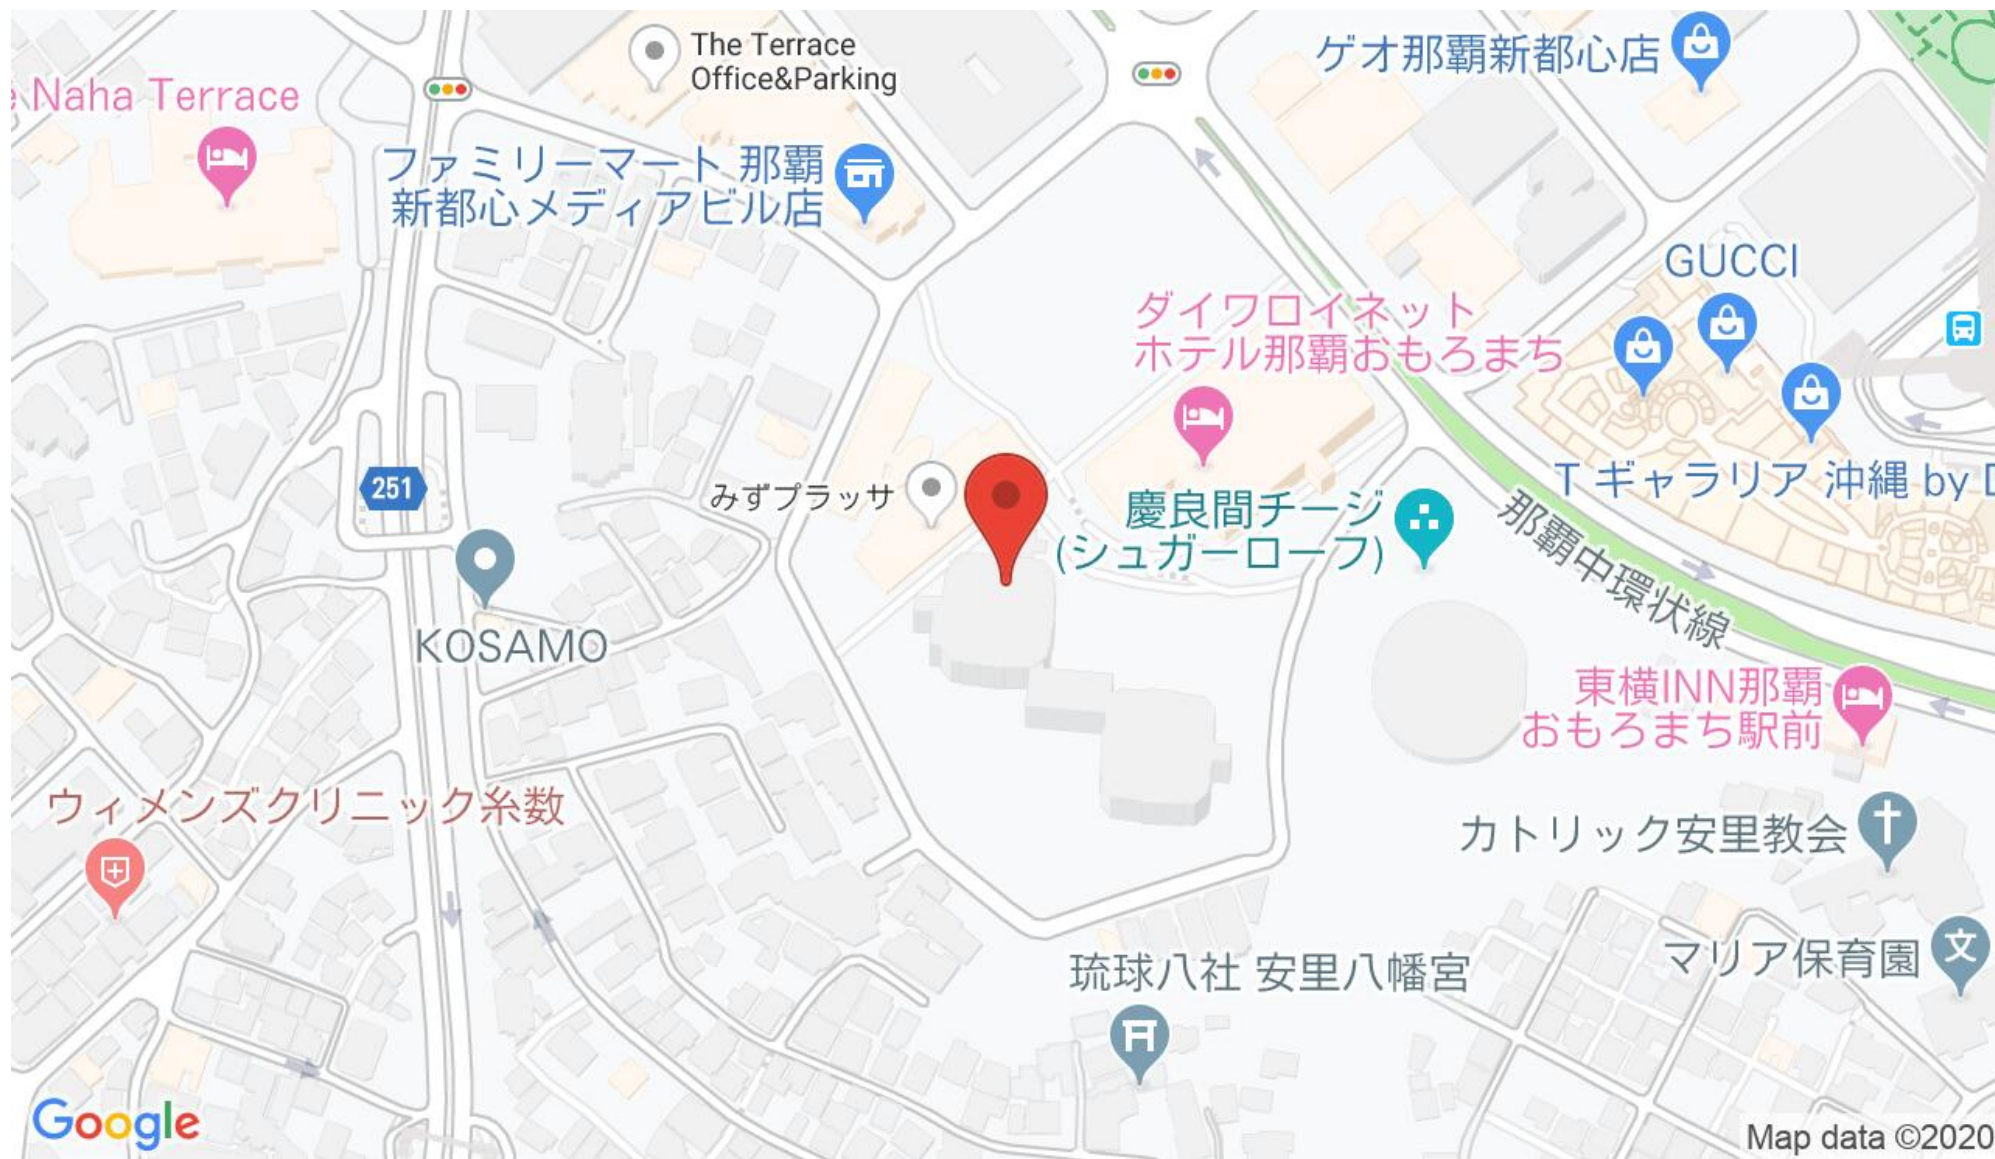 The Terrace
Office&Parking
ゲオ那覇新都心店
Naha Terrace
ファミリーマート 那覇
新都心メディアビル店
GUCCI
ダイワロイネット
ホテル那覇おもろまち
251
みずプラッサ
T ギャラリア 沖縄 by
慶良間チージ
(シュガーローフ)
那覇中環状線
KOSAMO
東横INN那覇
おもろまち駅前
ウィメンズクリニック糸数
カトリック安里教会
琉球八社 安里八幡宮
マリア保育園
文
Google
Map data ©2020